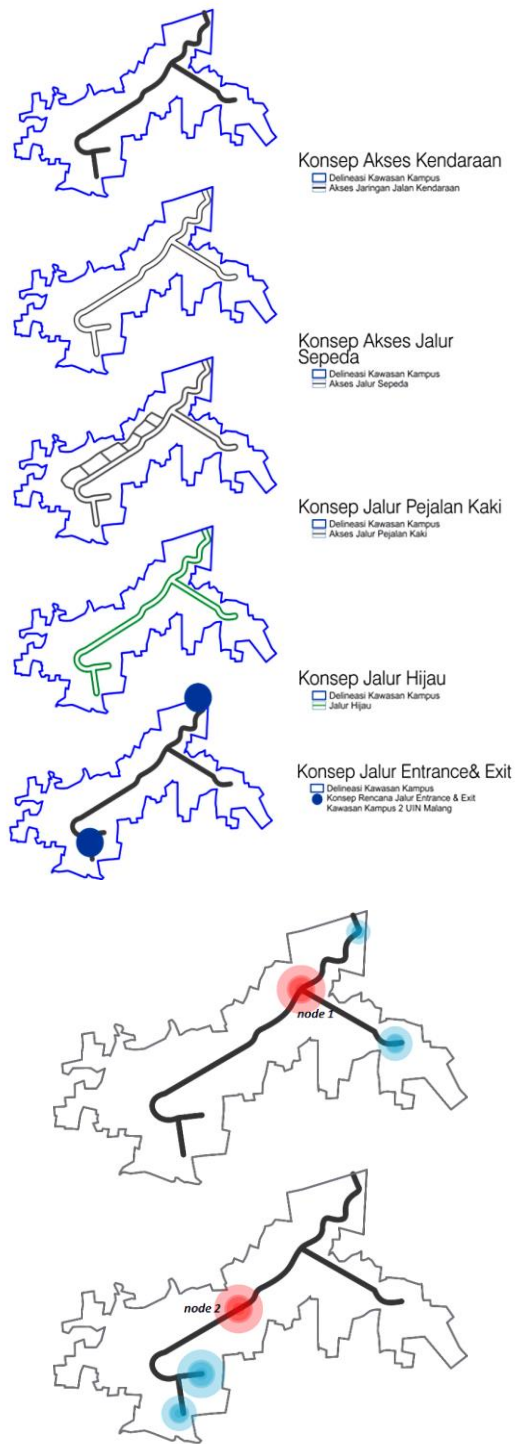 Konsep Akses Kendaraan
Delineasi Kawasan Kampus
Akses Jaringan Jalan Kendaraan
Konsep Akses Jalur
Sepeda
Delineasi Kawasan Kampus
Akses Jalur Sepeda
Konsep Jalur Pejalan Kaki
Delineasi Kawasan Kampus
Akses Jalur Pejalan Kaki
Konsep Jalur Hijau
Delineasi Kawasan Kampus
Jalur Hijau
Konsep Jalur Entrance& Exit
Delineasi Kawasan Kampus
Konsep Rencana Jalur Entrance & Exit
Kawasan Kampus 2 UIN Malang
node 1
node 2